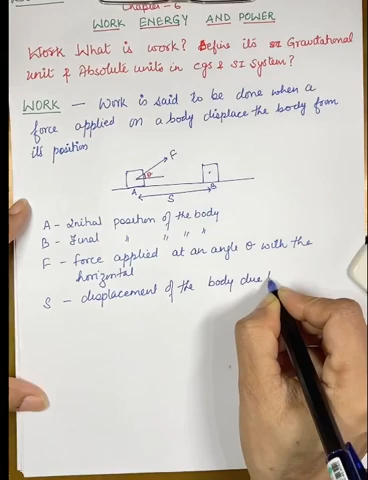 Chapter - 6
WORK ENERGY AND POWER
Work What is work? Define its SI Gravitational
unit & Absolute units in cgs & SI System?
WORK - Work is said to be done when a
force applied on a body displace the body from
its position
F
θ
A
B
S
A - Initial position of the body
B - Final " " " "
F - force applied at an angle θ with the
horizontal
S - displacement of the body due